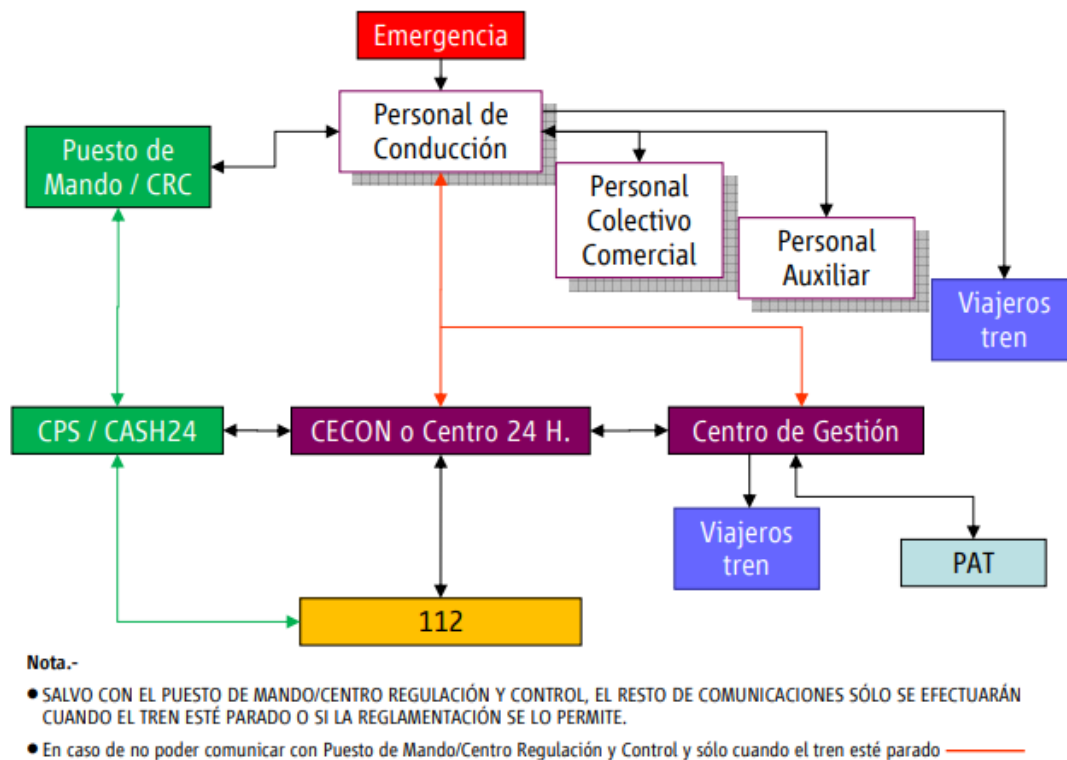 Emergencia
Personal de
Conducción
Puesto de
Mando / CRC
Personal
Colectivo
Comercial
Personal
Auxiliar
Viajeros
tren
CPS / CASH24
CECON o Centro 24 H.
Centro de Gestión
Viajeros
tren
PAT
112
Nota.-
● SALVO CON EL PUESTO DE MANDO/CENTRO REGULACIÓN Y CONTROL, EL RESTO DE COMUNICACIONES SÓLO SE EFECTUARÁN
CUANDO EL TREN ESTÉ PARADO O SI LA REGLAMENTACIÓN SE LO PERMITE.
● En caso de no poder comunicar con Puesto de Mando/Centro Regulación y Control y sólo cuando el tren esté parado